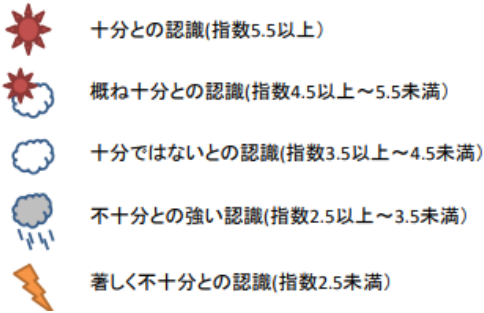 十分との認識(指数5.5以上)
概ね十分との認識(指数4.5以上～5.5未満)
十分ではないとの認識(指数3.5以上～4.5未満)
不十分との強い認識(指数2.5以上～3.5未満)
著しく不十分との認識(指数2.5未満)